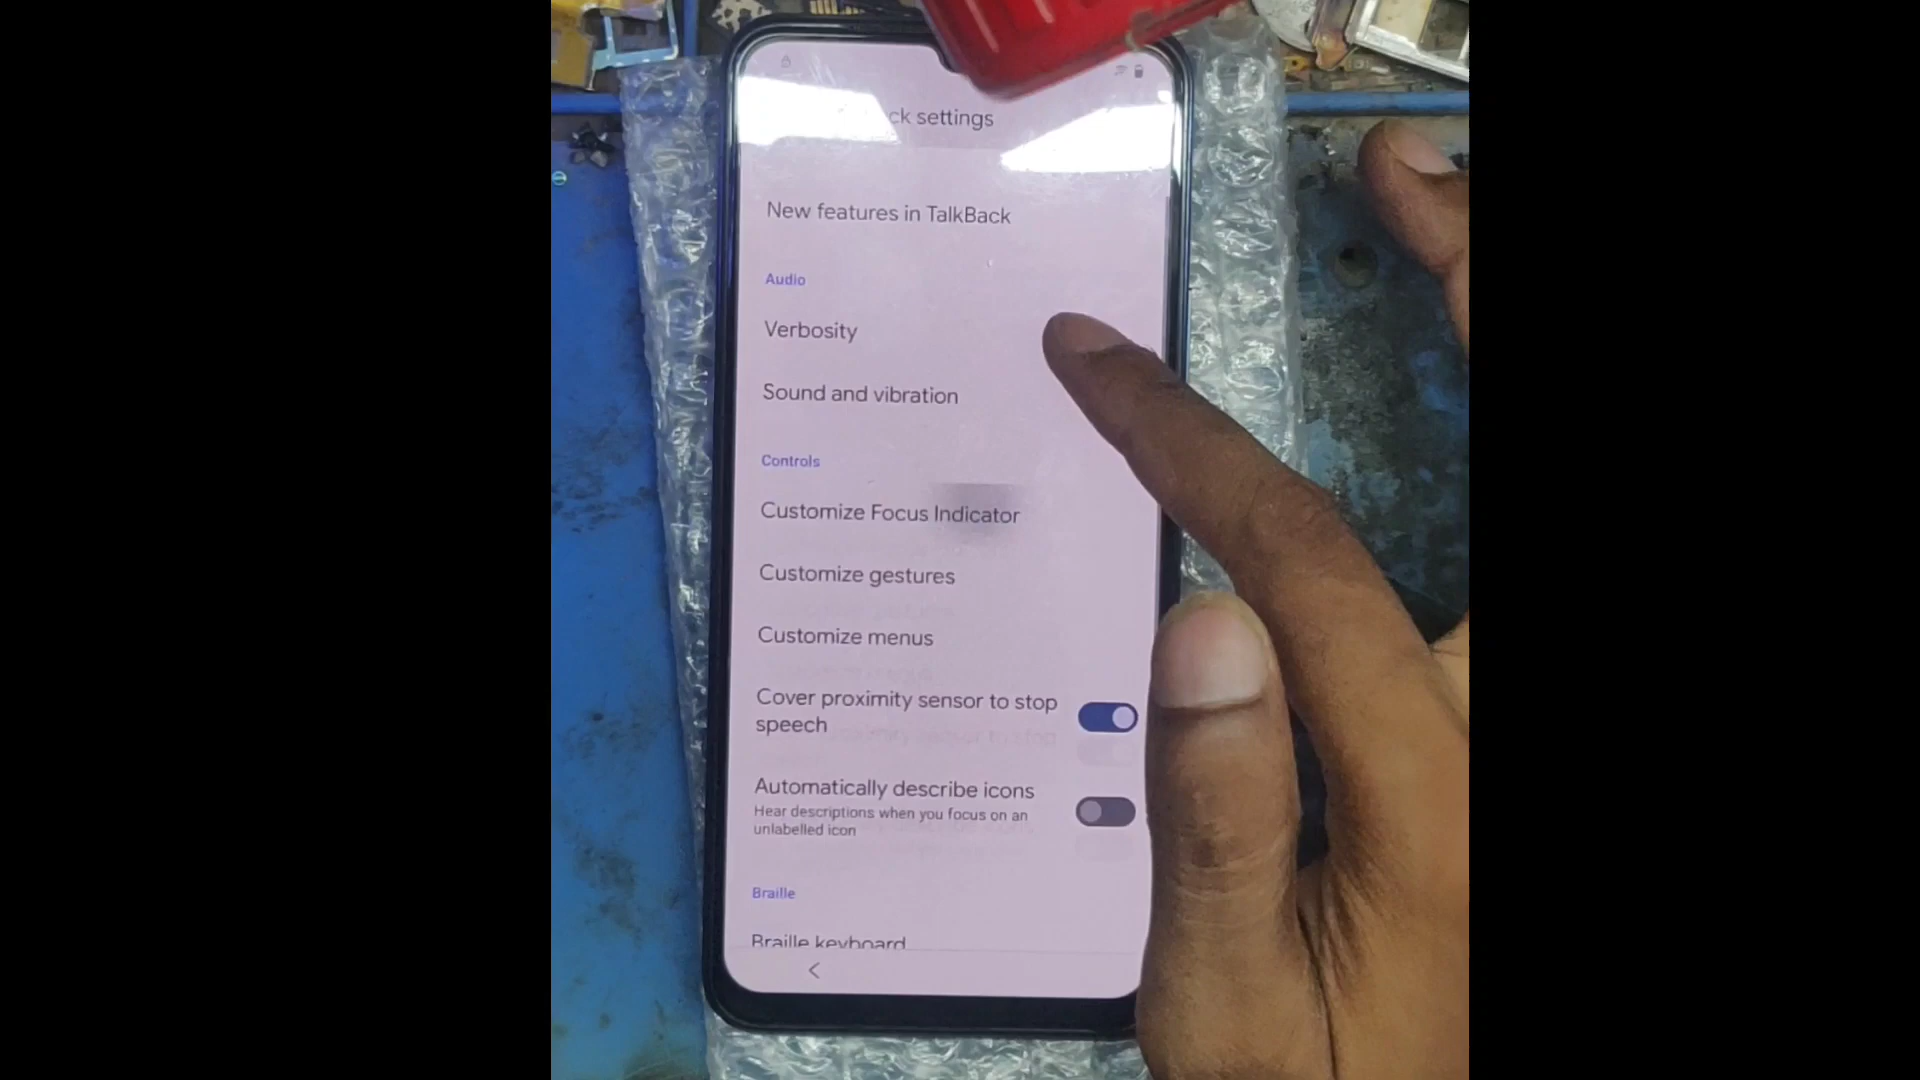 ck settings
New features in TalkBack
Audio
Verbosity
Sound and vibration
Controls
Customize Focus Indicator
Customize gestures
Customize menus
Cover proximity sensor to stop
speech
Automatically describe icons
Hear descriptions when you focus on an
unlabelled icon
Braille
Braille keyboard